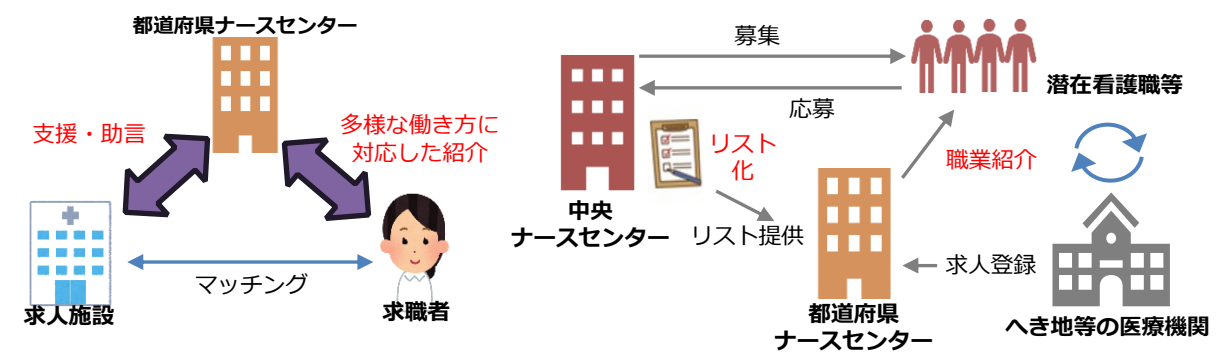 都道府県ナースセンター
支援・助言
多様な働き方に
対応した紹介
マッチング
求人施設
求職者
募集
応募
潜在看護職等
リスト
化
職業紹介
中央
ナースセンター
リスト提供
求人登録
都道府県
ナースセンター
へき地等の医療機関